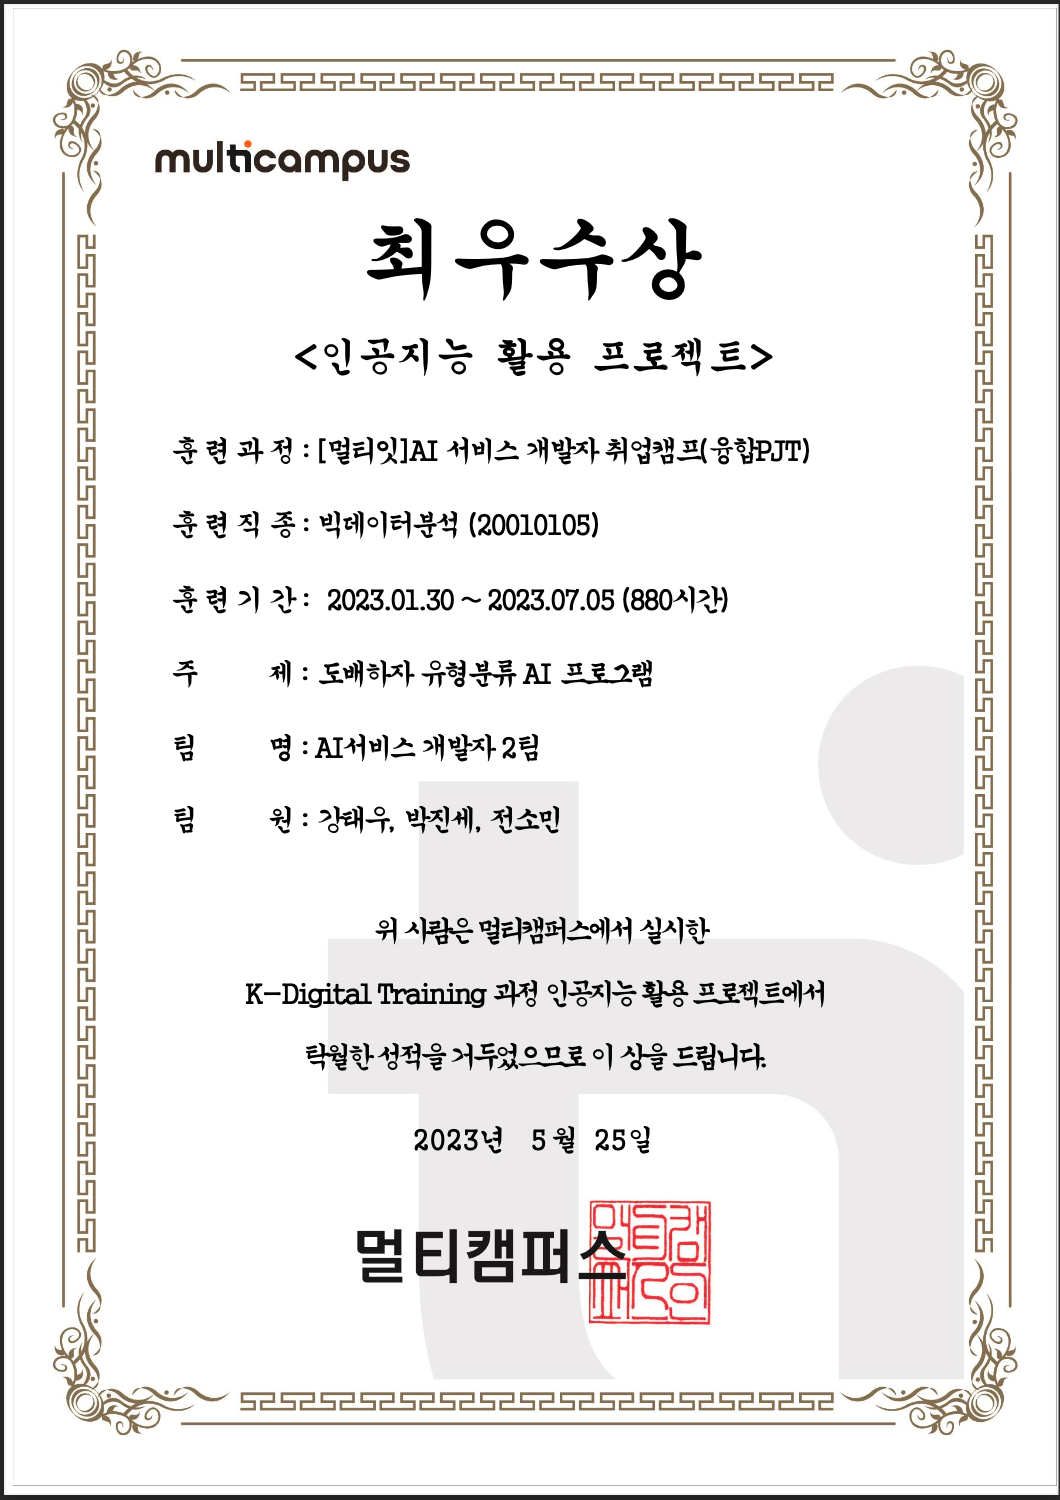 multicampus
최우수상
<인공지능 활용 프로젝트>
훈 련 과 정 : [멀티잇]AI 서비스 개발자 취업캠프(융합PJT)
훈 련 직 종 : 빅데이터분석 (20010105)
훈 련 기 간 : 2023.01.30 ~ 2023.07.05 (880시간)
주 제 : 도배하자 유형분류 AI 프로그램
팀 명 : AI서비스 개발자 2팀
팀 원 : 강태우, 박진세, 전소민
위 사람은 멀티캠퍼스에서 실시한
K-Digital Training 과정 인공지능 활용 프로젝트에서
탁월한 성적을 거두었으므로 이 상을 드립니다.
2023년 5월 25일
멀티캠퍼스